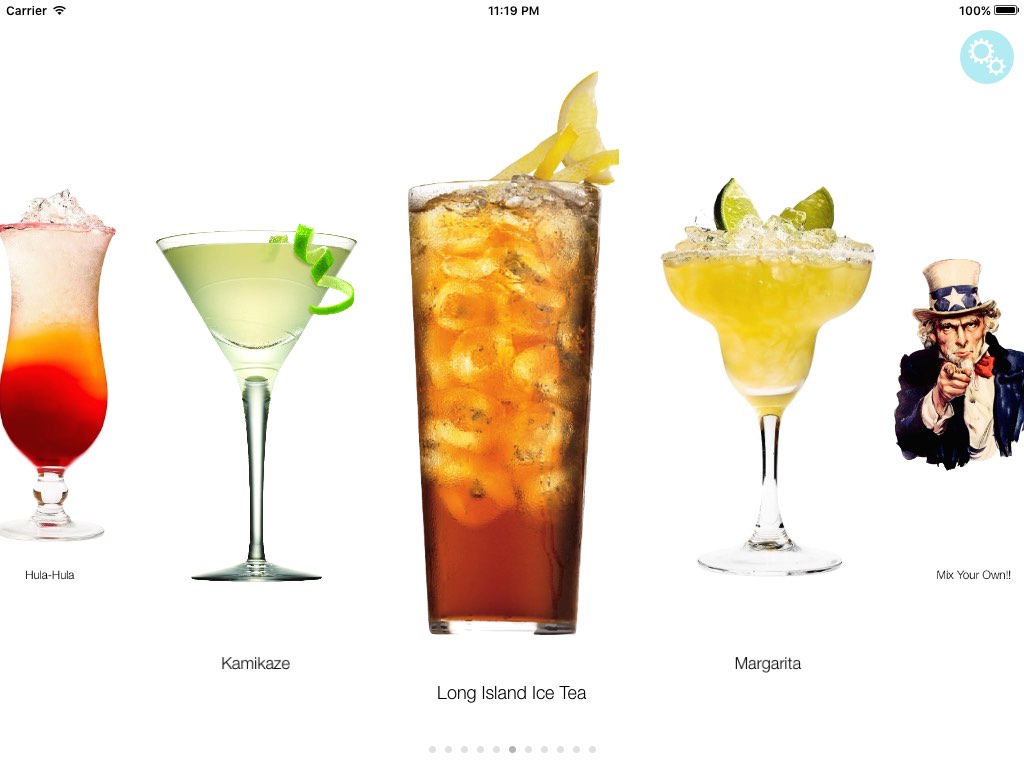 Carrier
11:19 PM
100%
Hula-Hula
Kamikaze
Long Island Ice Tea
Margarita
Mix Your Own!!